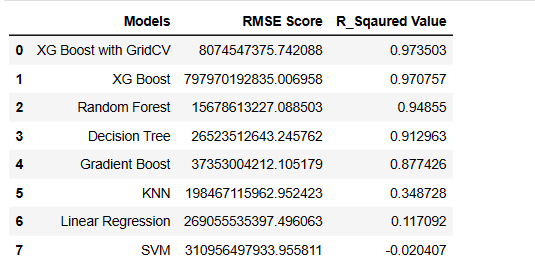 Models RMSE Score R_Sqaured Value
0 XG Boost with GridCV 8074547375.742088 0.973503
1 XG Boost 797970192835.006958 0.970757
2 Random Forest 15678613227.088503 0.94855
3 Decision Tree 26523512643.245762 0.912963
4 Gradient Boost 37353004212.105179 0.877426
5 KNN 198467115962.952423 0.348728
6 Linear Regression 269055535397.496063 0.117092
7 SVM 310956497933.955811 -0.020407